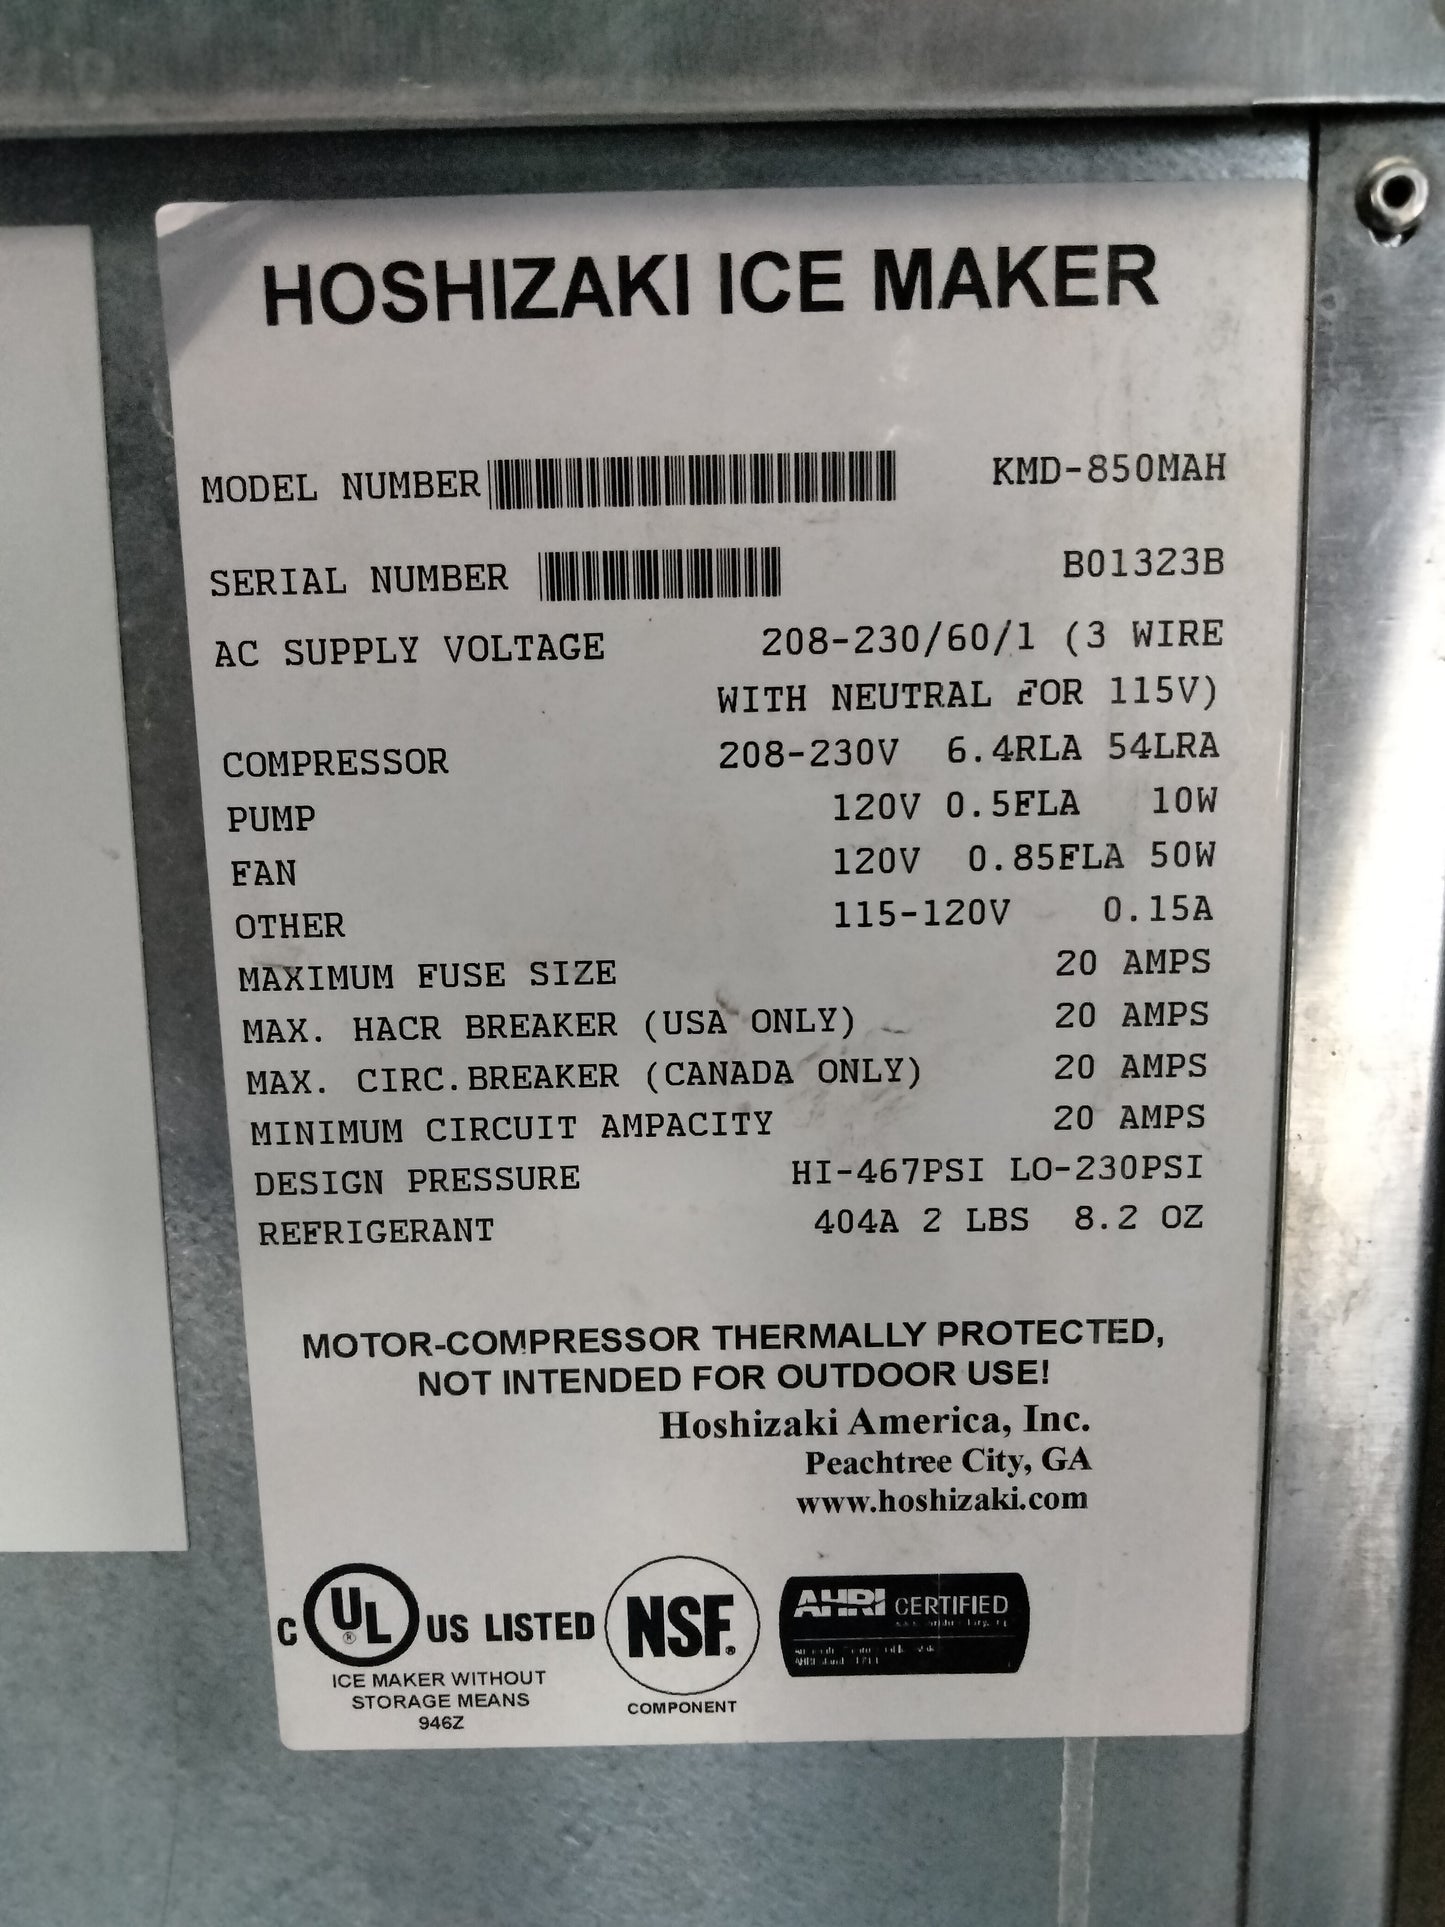 HOSHIZAKI ICE MAKER
MODEL NUMBER KMD-850MAH
SERIAL NUMBER B01323B
AC SUPPLY VOLTAGE 208-230/60/1 (3 WIRE
WITH NEUTRAL FOR 115V)
COMPRESSOR 208-230V 6.4RLA 54LRA
PUMP 120V 0.5FLA 10W
FAN 120V 0.85FLA 50W
OTHER 115-120V 0.15A
MAXIMUM FUSE SIZE 20 AMPS
MAX. HACR BREAKER (USA ONLY) 20 AMPS
MAX. CIRC.BREAKER (CANADA ONLY) 20 AMPS
MINIMUM CIRCUIT AMPACITY 20 AMPS
DESIGN PRESSURE HI-467PSI LO-230PSI
REFRIGERANT 404A 2 LBS 8.2 OZ
MOTOR-COMPRESSOR THERMALLY PROTECTED,
NOT INTENDED FOR OUTDOOR USE!
Hoshizaki America, Inc.
Peachtree City, GA
www.hoshizaki.com
C UL ® US LISTED
ICE MAKER WITHOUT
STORAGE MEANS
946Z
NSF®
COMPONENT
AHRI CERTIFIED